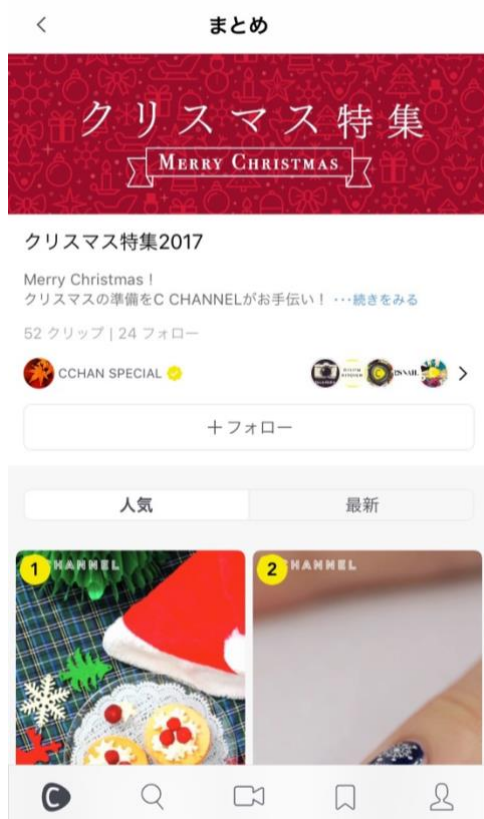 まとめ
クリスマス特集
MERRY CHRISTMAS
クリスマス特集2017
Merry Christmas !
クリスマスの準備をC CHANNELがお手伝い! ･･･続きをみる
52 クリップ | 24 フォロー
CCHAN SPECIAL
+フォロー
人気
最新
1
HANNEL
2
HANNEL
C